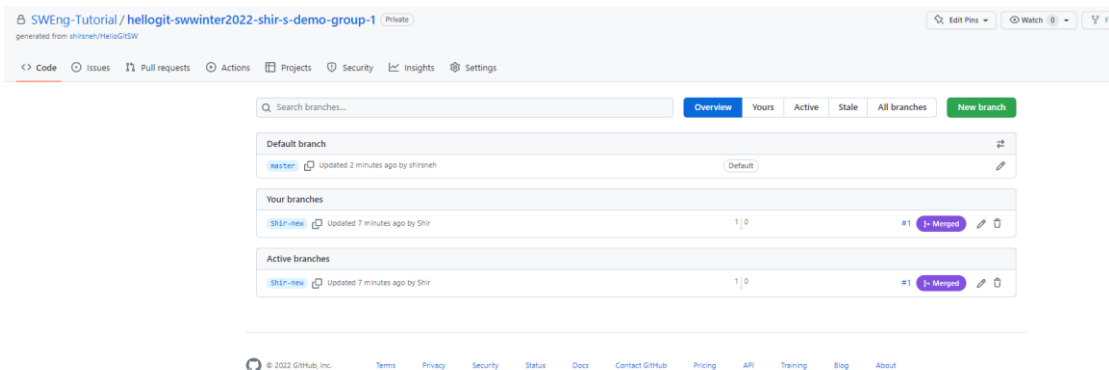 SWEng-Tutorial / hellogit-swwinter2022-shir-s-demo-group-1 Private Edit Pins Watch 0
generated from shirsneh/HelloGitSW
Code Issues Pull requests Actions Projects Security Insights Settings
Search branches... Overview Yours Active Stale All branches New branch
Default branch
master Updated 2 minutes ago by shirsneh Default
Your branches
Shir-new Updated 7 minutes ago by Shir 1 0 #1 Merged
Active branches
Shir-new Updated 7 minutes ago by Shir 1 0 #1 Merged
© 2022 GitHub, Inc. Terms Privacy Security Status Docs Contact GitHub Pricing API Training Blog About